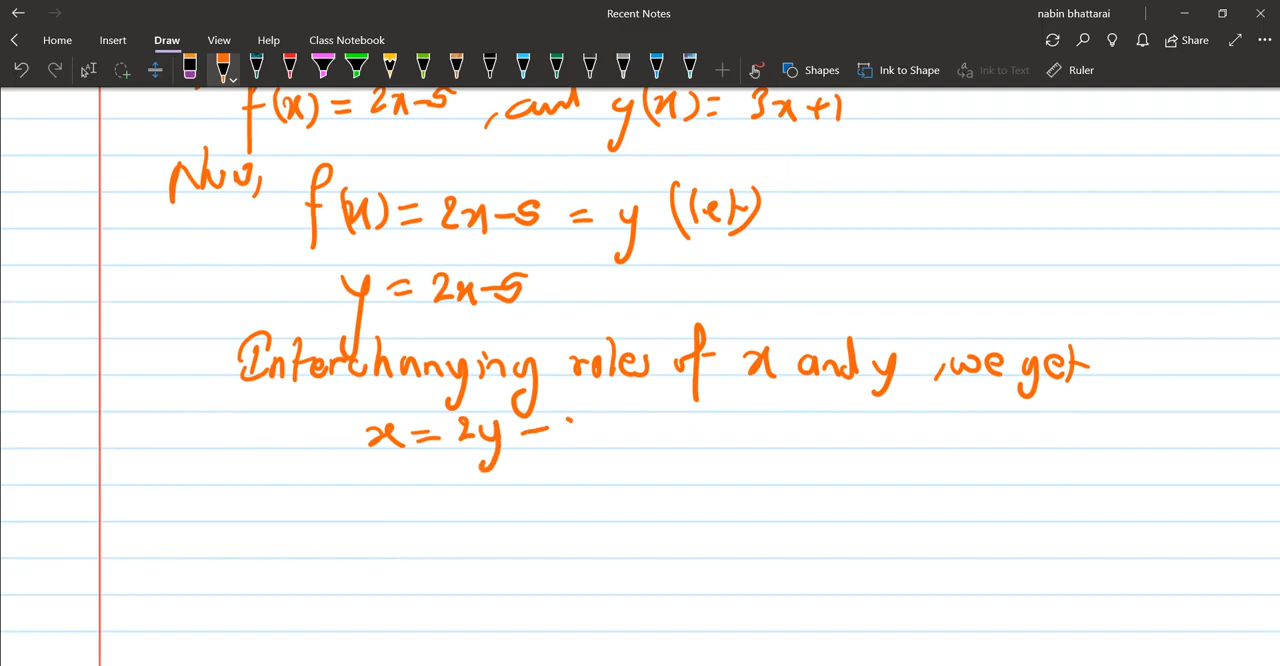 Recent Notes
nabin bhattarai
Home Insert Draw View Help Class Notebook
Share
Shapes Ink to Shape Ink to Text Ruler
f(x) = 2x-5, and y(x) = 3x+1
Now,
f(x) = 2x-5 = y (let)
y = 2x-5
Interchanging roles of x and y, we get
x = 2y -